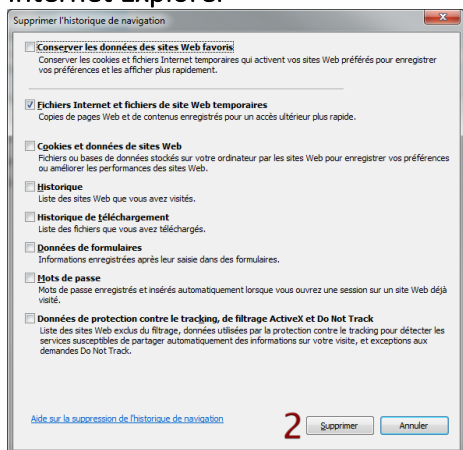 Internet Explorer
Supprimer l'historique de navigation
Conserver les données des sites Web favoris
Conserver les cookies et fichiers Internet temporaires qui activent vos sites Web préférés pour enregistrer
vos préférences et les afficher plus rapidement.
Fichiers Internet et fichiers de site Web temporaires
Copies de pages Web et de contenus enregistrés pour un accès ultérieur plus rapide.
Cookies et données de sites Web
Fichiers ou bases de données stockés sur votre ordinateur par les sites Web pour enregistrer vos préférences
ou améliorer les performances des sites Web.
Historique
Liste des sites Web que vous avez visités.
Historique de téléchargement
Liste des fichiers que vous avez téléchargés.
Données de formulaires
Informations enregistrées après leur saisie dans des formulaires.
Mots de passe
Mots de passe enregistrés et insérés automatiquement lorsque vous ouvrez une session sur un site Web déjà
visité.
Données de protection contre le tracking, de filtrage ActiveX et Do Not Track
Liste des sites Web exclus du filtrage, données utilisées par la protection contre le tracking pour détecter les
services susceptibles de partager automatiquement des informations sur votre visite, et exceptions aux
demandes Do Not Track.
Aide sur la suppression de l'historique de navigation
2 Supprimer Annuler